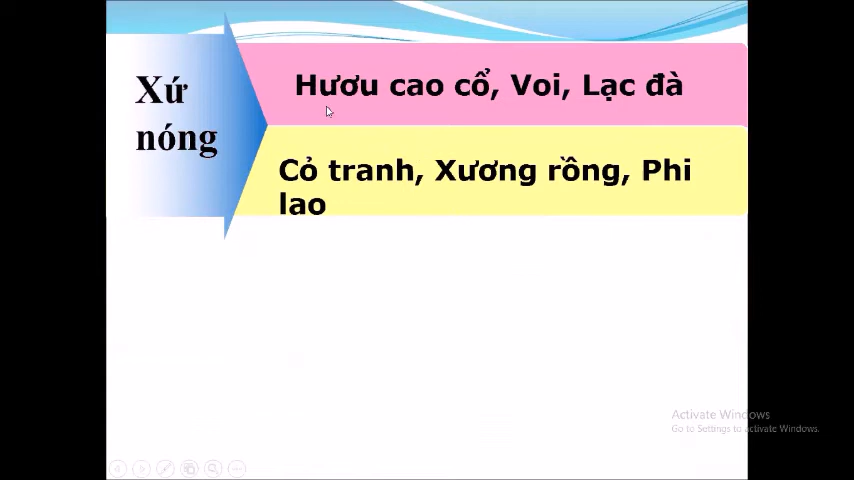 Xứ
nóng
Hươu cao cổ, Voi, Lạc đà
Cỏ tranh, Xương rồng, Phi
lao
Activate Windows
Go to Settings to activate Windows.